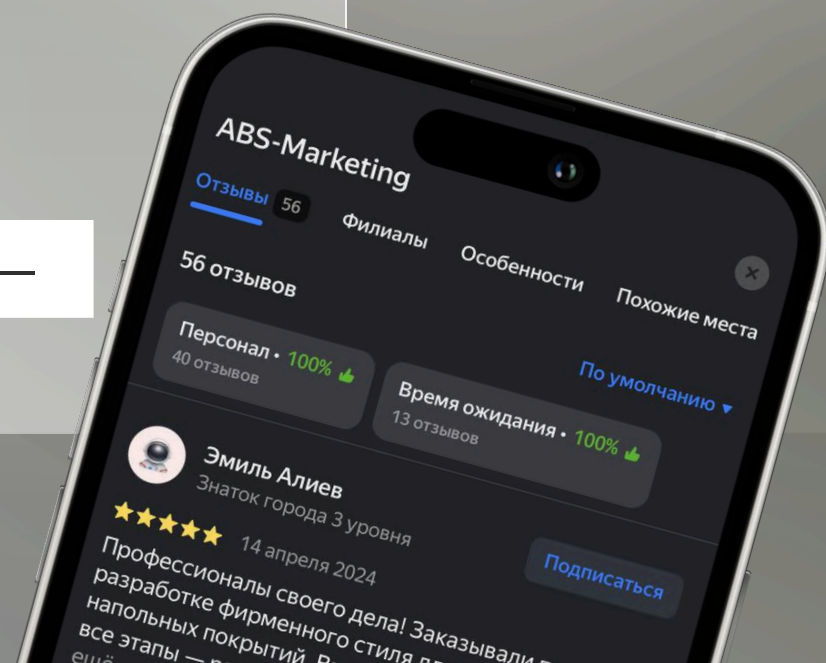 ABS-Marketing
Отзывы 56 Филиалы Особенности Похожие места
56 отзывов
По умолчанию
Персонал • 100%
40 отзывов
Время ожидания • 100%
13 отзывов
Эмиль Алиев
Знаток города 3 уровня
14 апреля 2024
Подписаться
Профессионалы своего дела! Заказывали
разработке фирменного стиля
напольных покрытий.
все этапы —
ещё